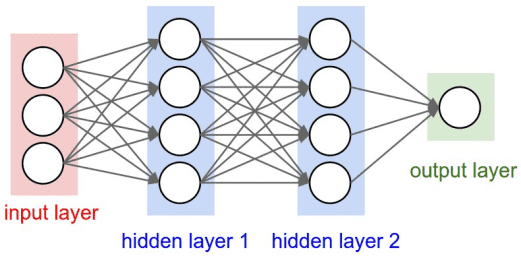 input layer
hidden layer 1
hidden layer 2
output layer